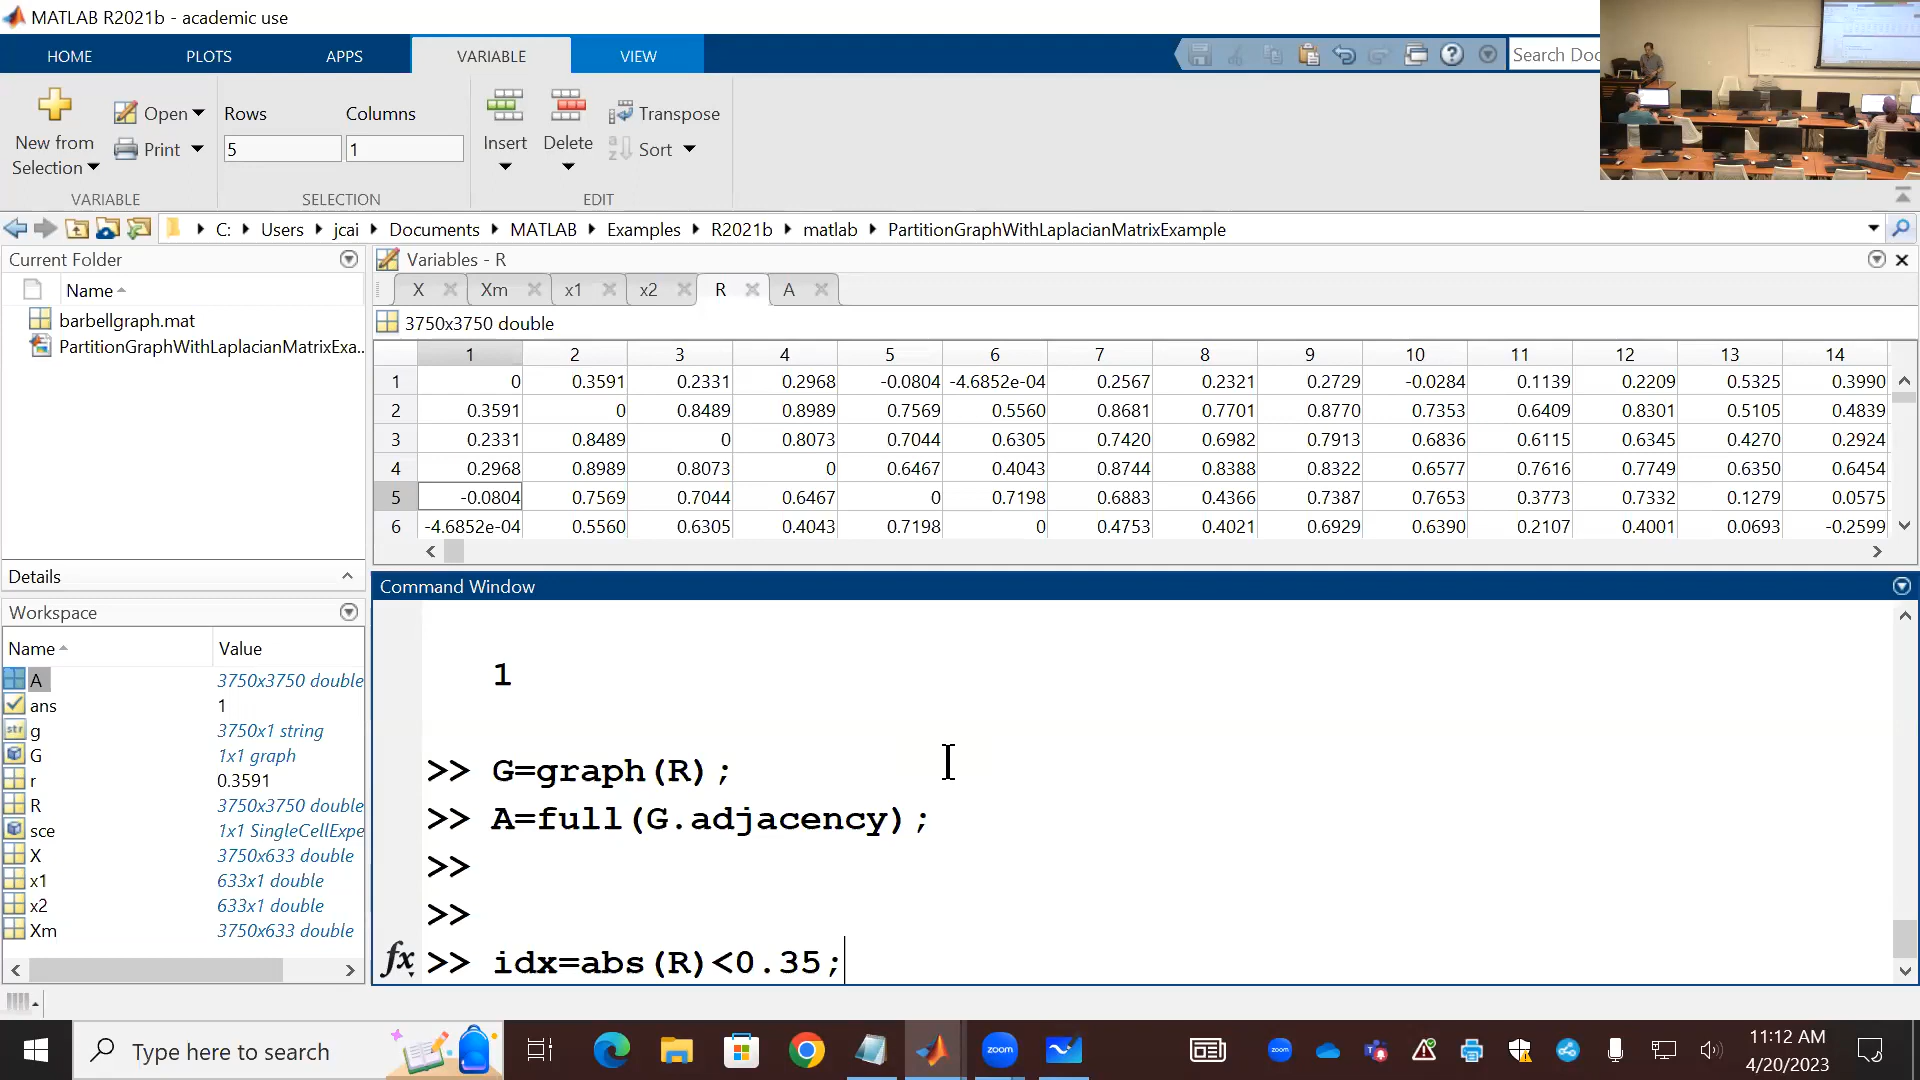 MATLAB R2021b - academic use
HOME PLOTS APPS VARIABLE VIEW
Search Doc
New from
Selection
Open
Print
Rows Columns
5 1
Insert
Delete
Transpose
Sort
VARIABLE SELECTION EDIT
C: Users jcai Documents MATLAB Examples R2021b matlab PartitionGraphWithLaplacianMatrixExample
Current Folder
Name
barbellgraph.mat
PartitionGraphWithLaplacianMatrixExa..
Details
Variables - R
X Xm x1 x2 R A
3750x3750 double
1 2 3 4 5 6 7 8 9 10 11 12 13 14
1 0 0.3591 0.2331 0.2968 -0.0804 -4.6852e-04 0.2567 0.2321 0.2729 -0.0284 0.1139 0.2209 0.5325 0.3990
2 0.3591 0 0.8489 0.8989 0.7569 0.5560 0.8681 0.7701 0.8770 0.7353 0.6409 0.8301 0.5105 0.4839
3 0.2331 0.8489 0 0.8073 0.7044 0.6305 0.7420 0.6982 0.7913 0.6836 0.6115 0.6345 0.4270 0.2924
4 0.2968 0.8989 0.8073 0 0.6467 0.4043 0.8744 0.8388 0.8322 0.6577 0.7616 0.7749 0.6350 0.6454
5 -0.0804 0.7569 0.7044 0.6467 0 0.7198 0.6883 0.4366 0.7387 0.7653 0.3773 0.7332 0.1279 0.0575
6 -4.6852e-04 0.5560 0.6305 0.4043 0.7198 0 0.4753 0.4021 0.6929 0.6390 0.2107 0.4001 0.0693 -0.2599
Workspace
Name Value
A 3750x3750 double
ans 1
g 3750x1 string
G 1x1 graph
r 0.3591
R 3750x3750 double
sce 1x1 SingleCellExpe
X 3750x633 double
x1 633x1 double
x2 633x1 double
Xm 3750x633 double
Command Window
1
>> G=graph(R);
>> A=full(G.adjacency);
>>
>>
fx >> idx=abs(R)<0.35;
Type here to search
zoom
zoom
11:12 AM
4/20/2023